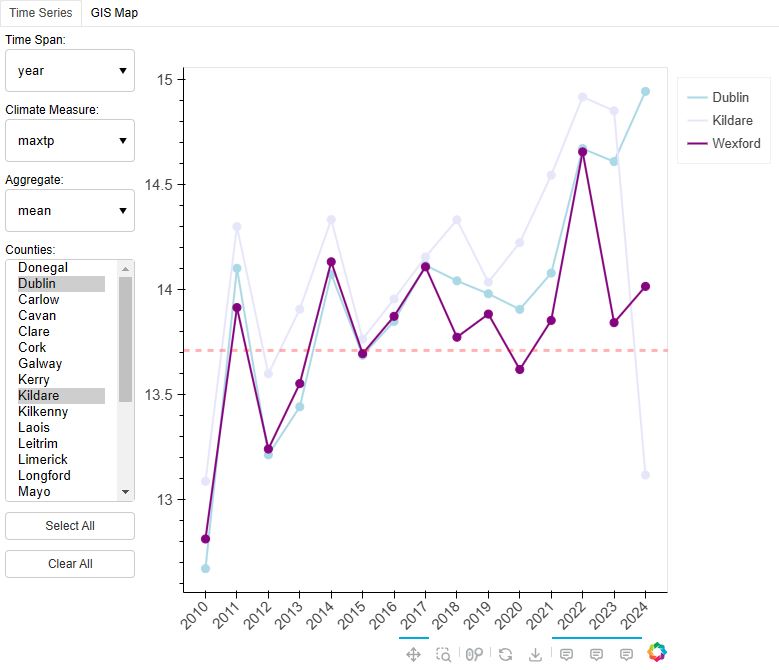 Time Series
GIS Map
Time Span:
year
Climate Measure:
maxtp
Aggregate:
mean
Counties:
Donegal
Dublin
Carlow
Cavan
Clare
Cork
Galway
Kerry
Kildare
Kilkenny
Laois
Leitrim
Limerick
Longford
Mayo
Select All
Clear All
15
14.5
14
13.5
13
2010
2011
2012
2013
2014
2015
2016
2017
2018
2019
2020
2021
2022
2023
2024
Dublin
Kildare
Wexford